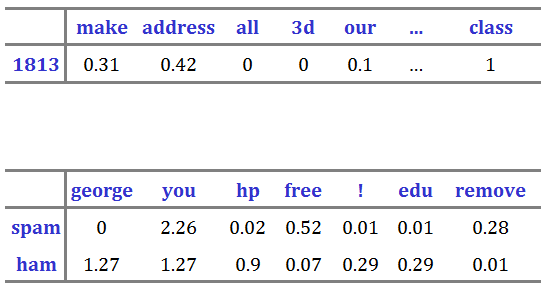 make address all 3d our ... class
1813 0.31 0.42 0 0 0.1 ... 1
george you hp free ! edu remove
spam 0 2.26 0.02 0.52 0.01 0.01 0.28
ham 1.27 1.27 0.9 0.07 0.29 0.29 0.01